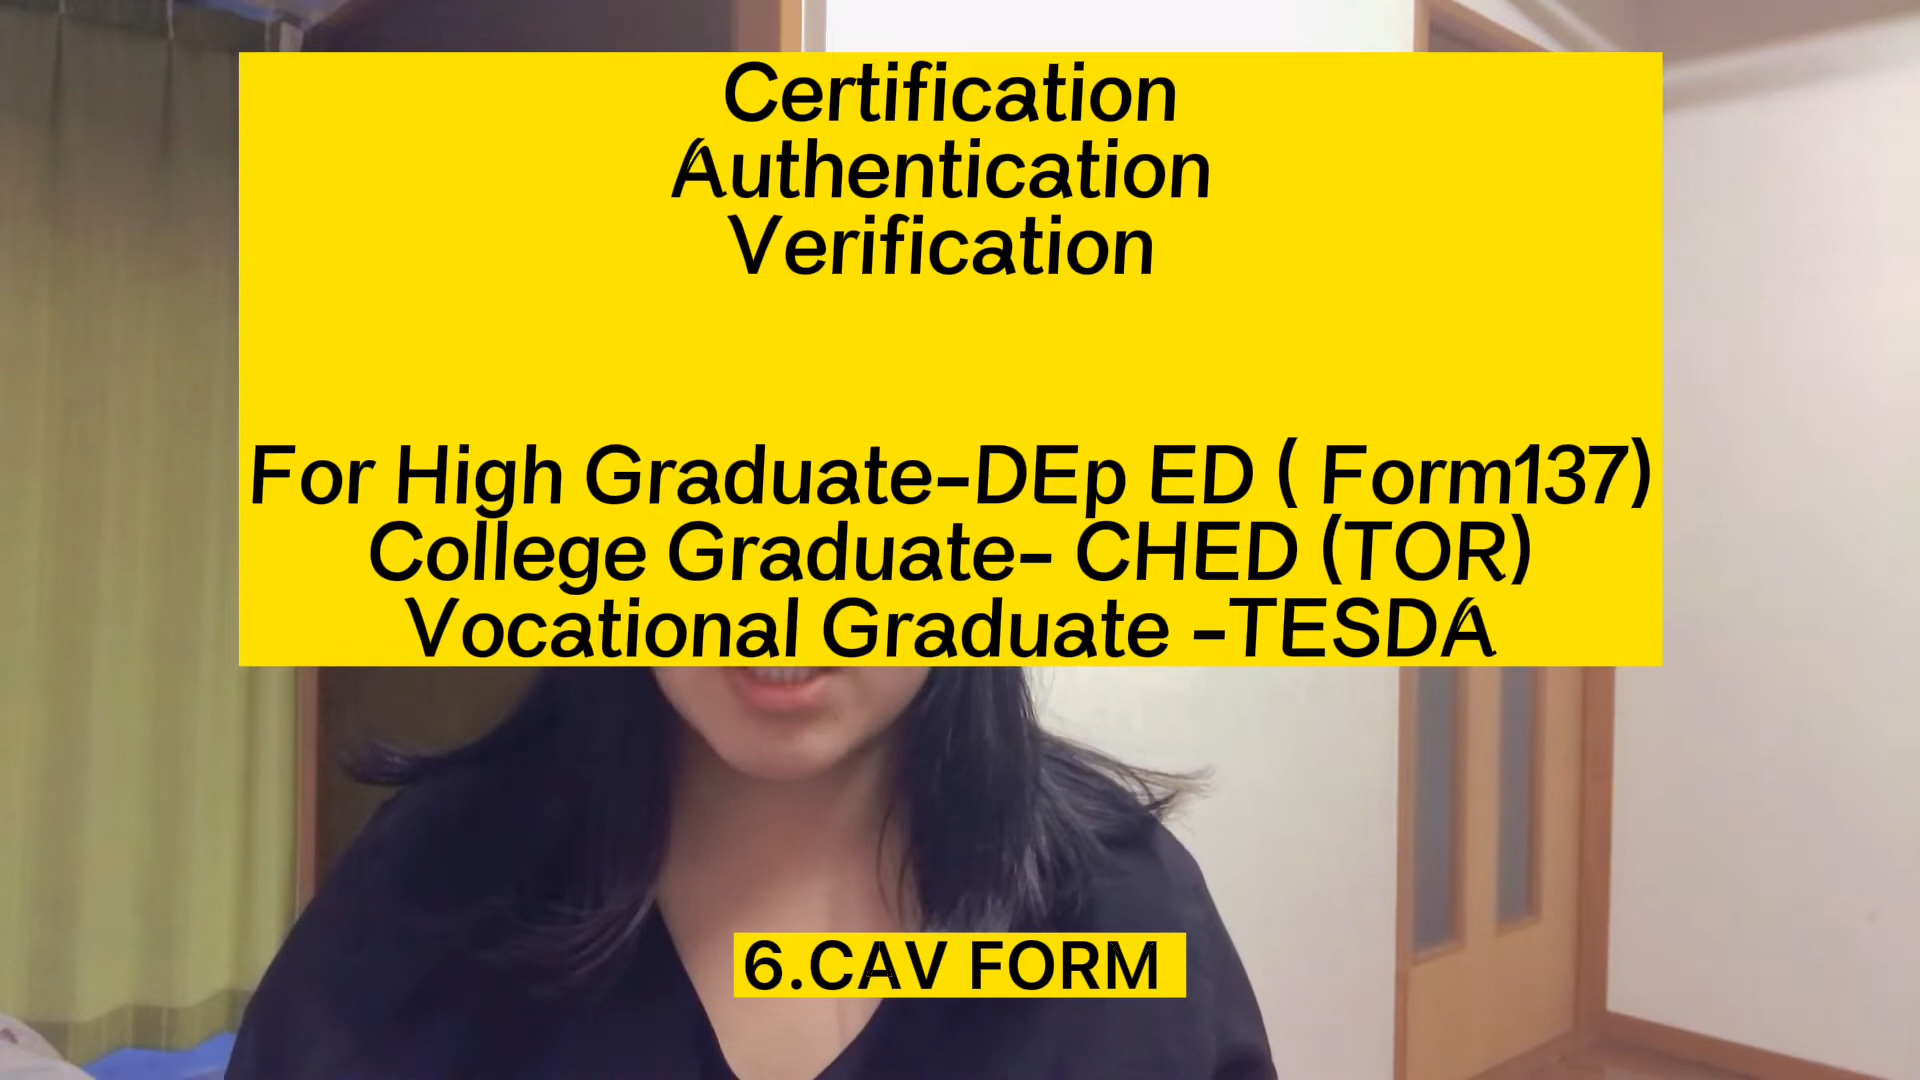 Certification
Authentication
Verification
For High Graduate-DEp ED ( Form137)
College Graduate- CHED (TOR)
Vocational Graduate -TESDA
6.CAV FORM